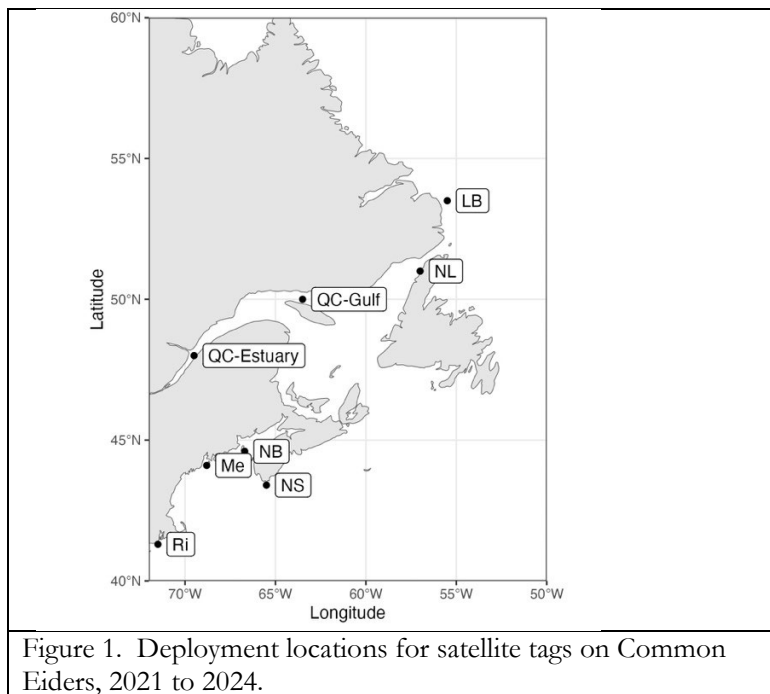 60°N
55°N
LB
NL
50°N
QC-Gulf
Latitude
QC-Estuary
45°N
NB
Me
NS
Ri
40°N
70°W 65°W 60°W 55°W 50°W
Longitude
Figure 1. Deployment locations for satellite tags on Common
Eiders, 2021 to 2024.